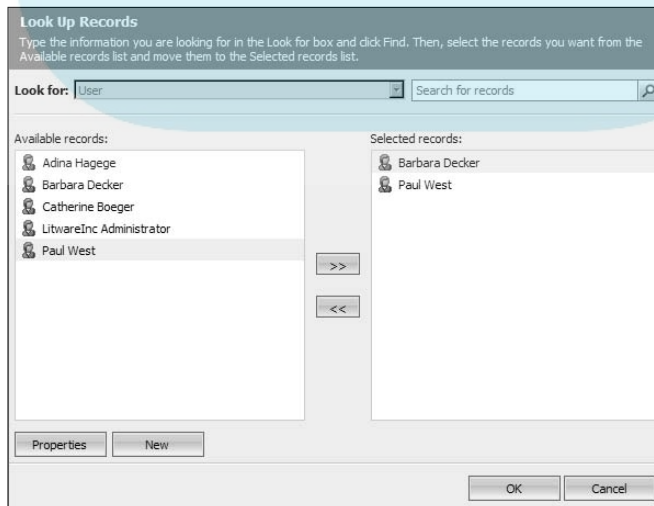 Look Up Records
Type the information you are looking for in the Look for box and click Find. Then, select the records you want from the
Available records list and move them to the Selected records list.
Look for: User Search for records
Available records: Selected records:
Adina Hagege Barbara Decker
Barbara Decker Paul West
Catherine Boeger
LitwareInc Administrator
Paul West
>>
<<
Properties New
OK Cancel